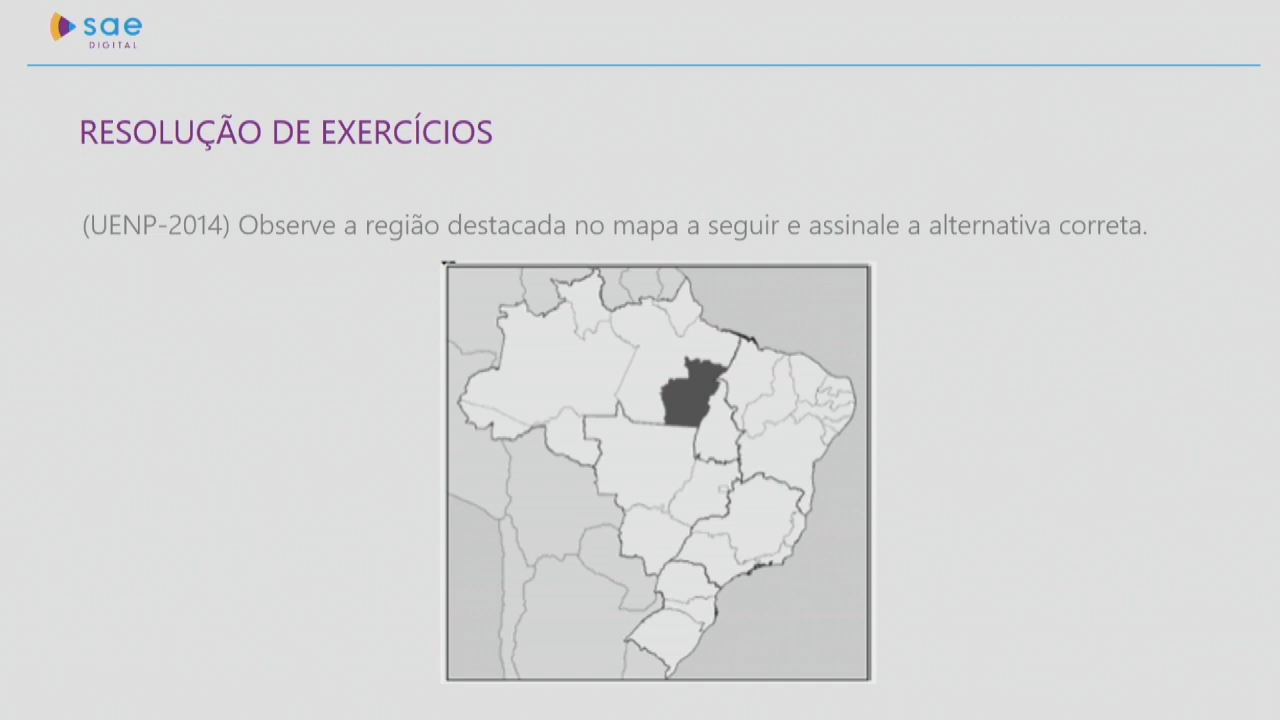 sae
DIGITAL
RESOLUÇÃO DE EXERCÍCIOS
(UENP-2014) Observe a região destacada no mapa a seguir e assinale a alternativa correta.